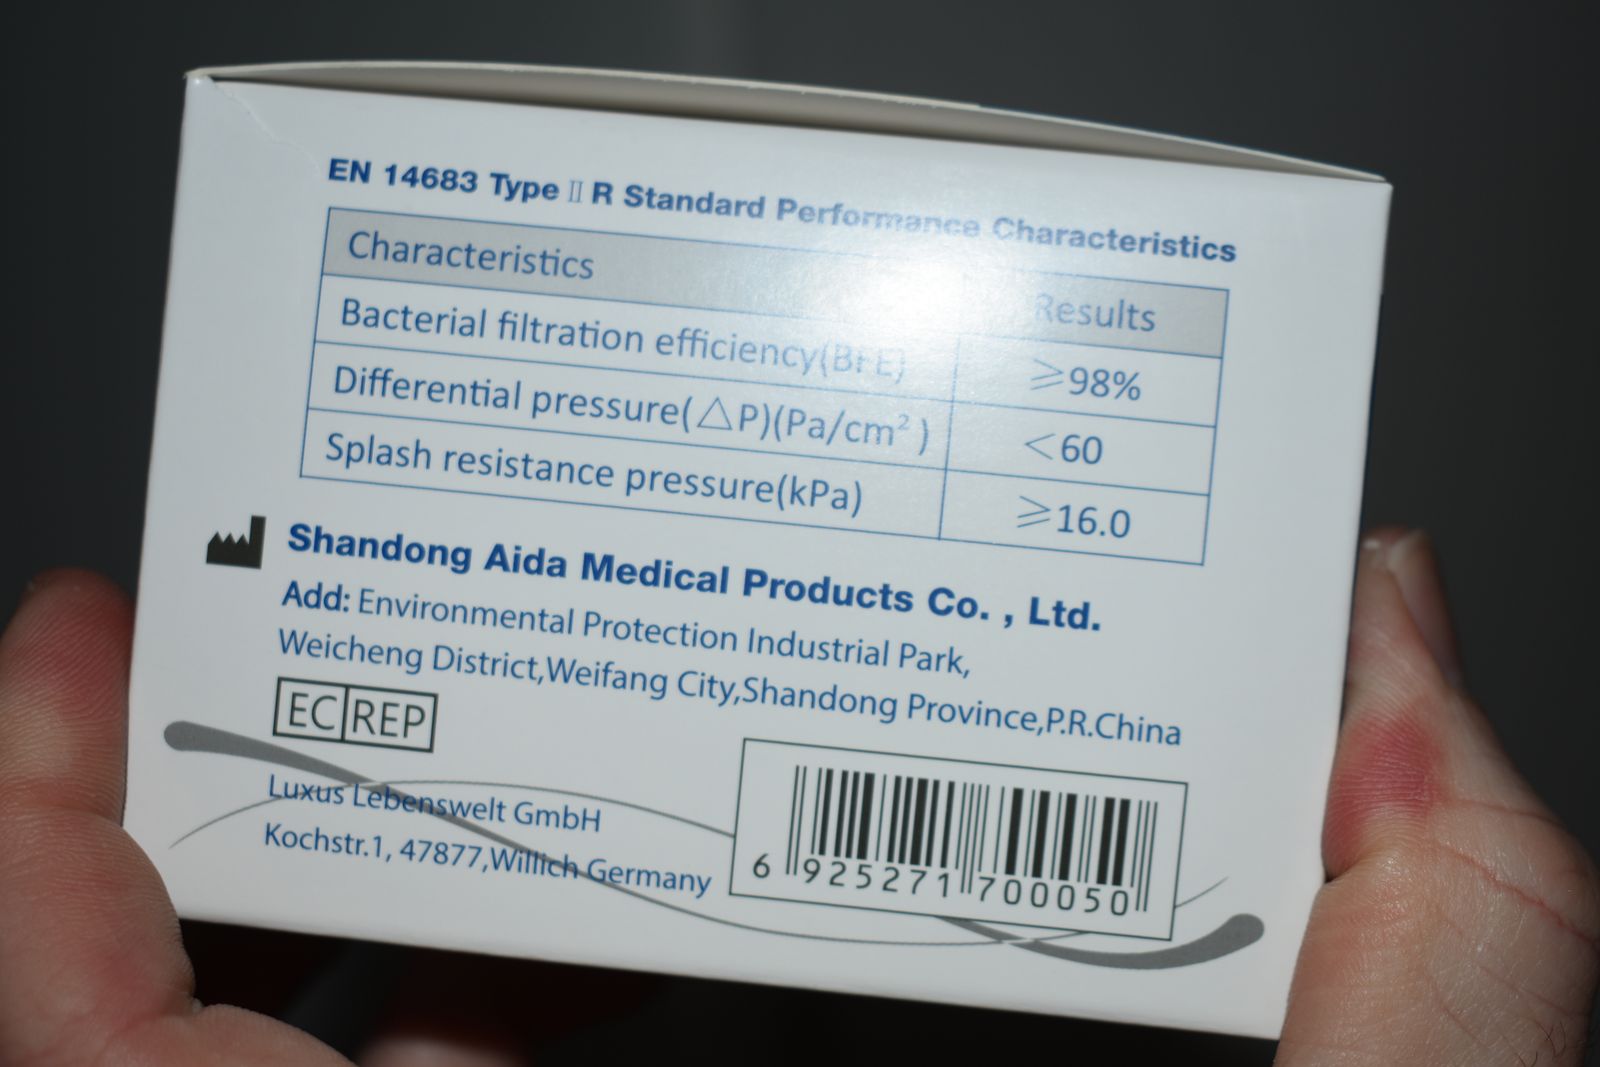 EN 14683 Type Ⅱ R Standard Performance Characteristics
Characteristics Results
Bacterial filtration efficiency(BFE) ⩾98%
Differential pressure(△P)(Pa/cm²) <60
Splash resistance pressure(kPa) ⩾16.0
Shandong Aida Medical Products Co. , Ltd.
Add: Environmental Protection Industrial Park,
Weicheng District,Weifang City,Shandong Province,P.R.China
EC REP
Luxus Lebenswelt GmbH
Kochstr.1, 47877,Willich Germany
6 925271 700050